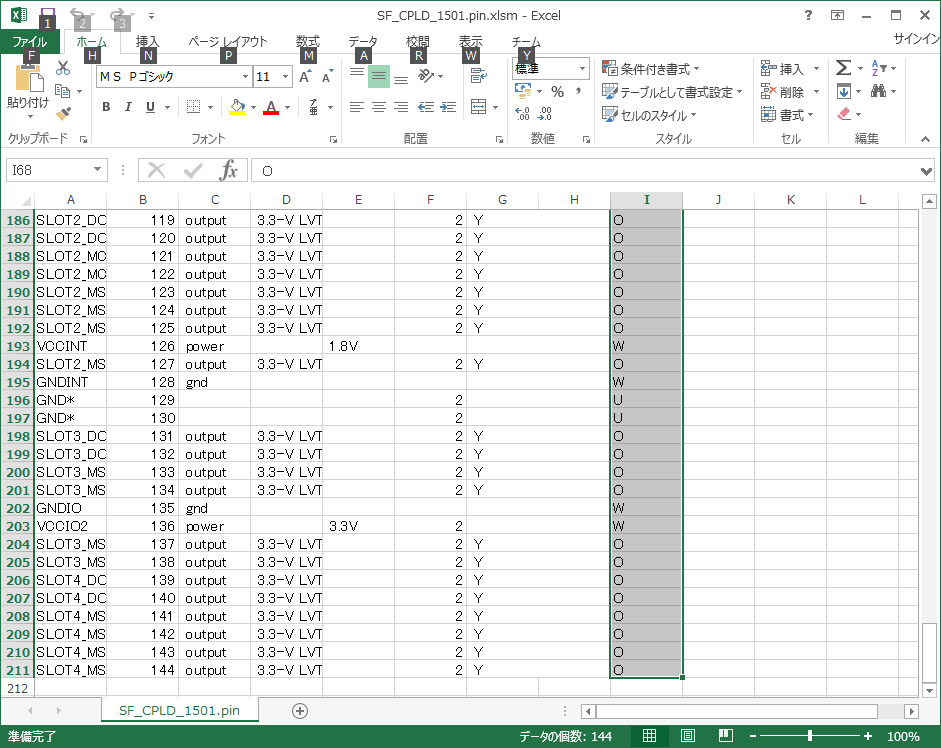 SF_CPLD_1501.pin.xlsm - Excel
?
1 2 3
サインイン
ファイル ホーム 挿入 ページ レイアウト 数式 データ 校閲 表示 チーム
F H N P M A R W Y
貼り付け
ＭＳ Ｐゴシック 11 A A
B I U A 亜
標準
% ,
条件付き書式
テーブルとして書式設定
セルのスタイル
挿入
削除
書式
Σ
クリップボード フォント 配置 数値 スタイル セル 編集
I68 fx O
A B C D E F G H I J K L
186 SLOT2_DC 119 output 3.3-V LVT 2 Y O
187 SLOT2_DC 120 output 3.3-V LVT 2 Y O
188 SLOT2_MC 121 output 3.3-V LVT 2 Y O
189 SLOT2_MC 122 output 3.3-V LVT 2 Y O
190 SLOT2_MS 123 output 3.3-V LVT 2 Y O
191 SLOT2_MS 124 output 3.3-V LVT 2 Y O
192 SLOT2_MS 125 output 3.3-V LVT 2 Y O
193 VCCINT 126 power 1.8V W
194 SLOT2_MS 127 output 3.3-V LVT 2 Y O
195 GNDINT 128 gnd W
196 GND* 129 2 U
197 GND* 130 2 U
198 SLOT3_DC 131 output 3.3-V LVT 2 Y O
199 SLOT3_DC 132 output 3.3-V LVT 2 Y O
200 SLOT3_MS 133 output 3.3-V LVT 2 Y O
201 SLOT3_MS 134 output 3.3-V LVT 2 Y O
202 GNDIO 135 gnd W
203 VCCIO2 136 power 3.3V 2 W
204 SLOT3_MS 137 output 3.3-V LVT 2 Y O
205 SLOT3_MS 138 output 3.3-V LVT 2 Y O
206 SLOT4_DC 139 output 3.3-V LVT 2 Y O
207 SLOT4_DC 140 output 3.3-V LVT 2 Y O
208 SLOT4_MS 141 output 3.3-V LVT 2 Y O
209 SLOT4_MS 142 output 3.3-V LVT 2 Y O
210 SLOT4_MS 143 output 3.3-V LVT 2 Y O
211 SLOT4_MS 144 output 3.3-V LVT 2 Y O
212
SF_CPLD_1501.pin
準備完了 データの個数: 144 100%